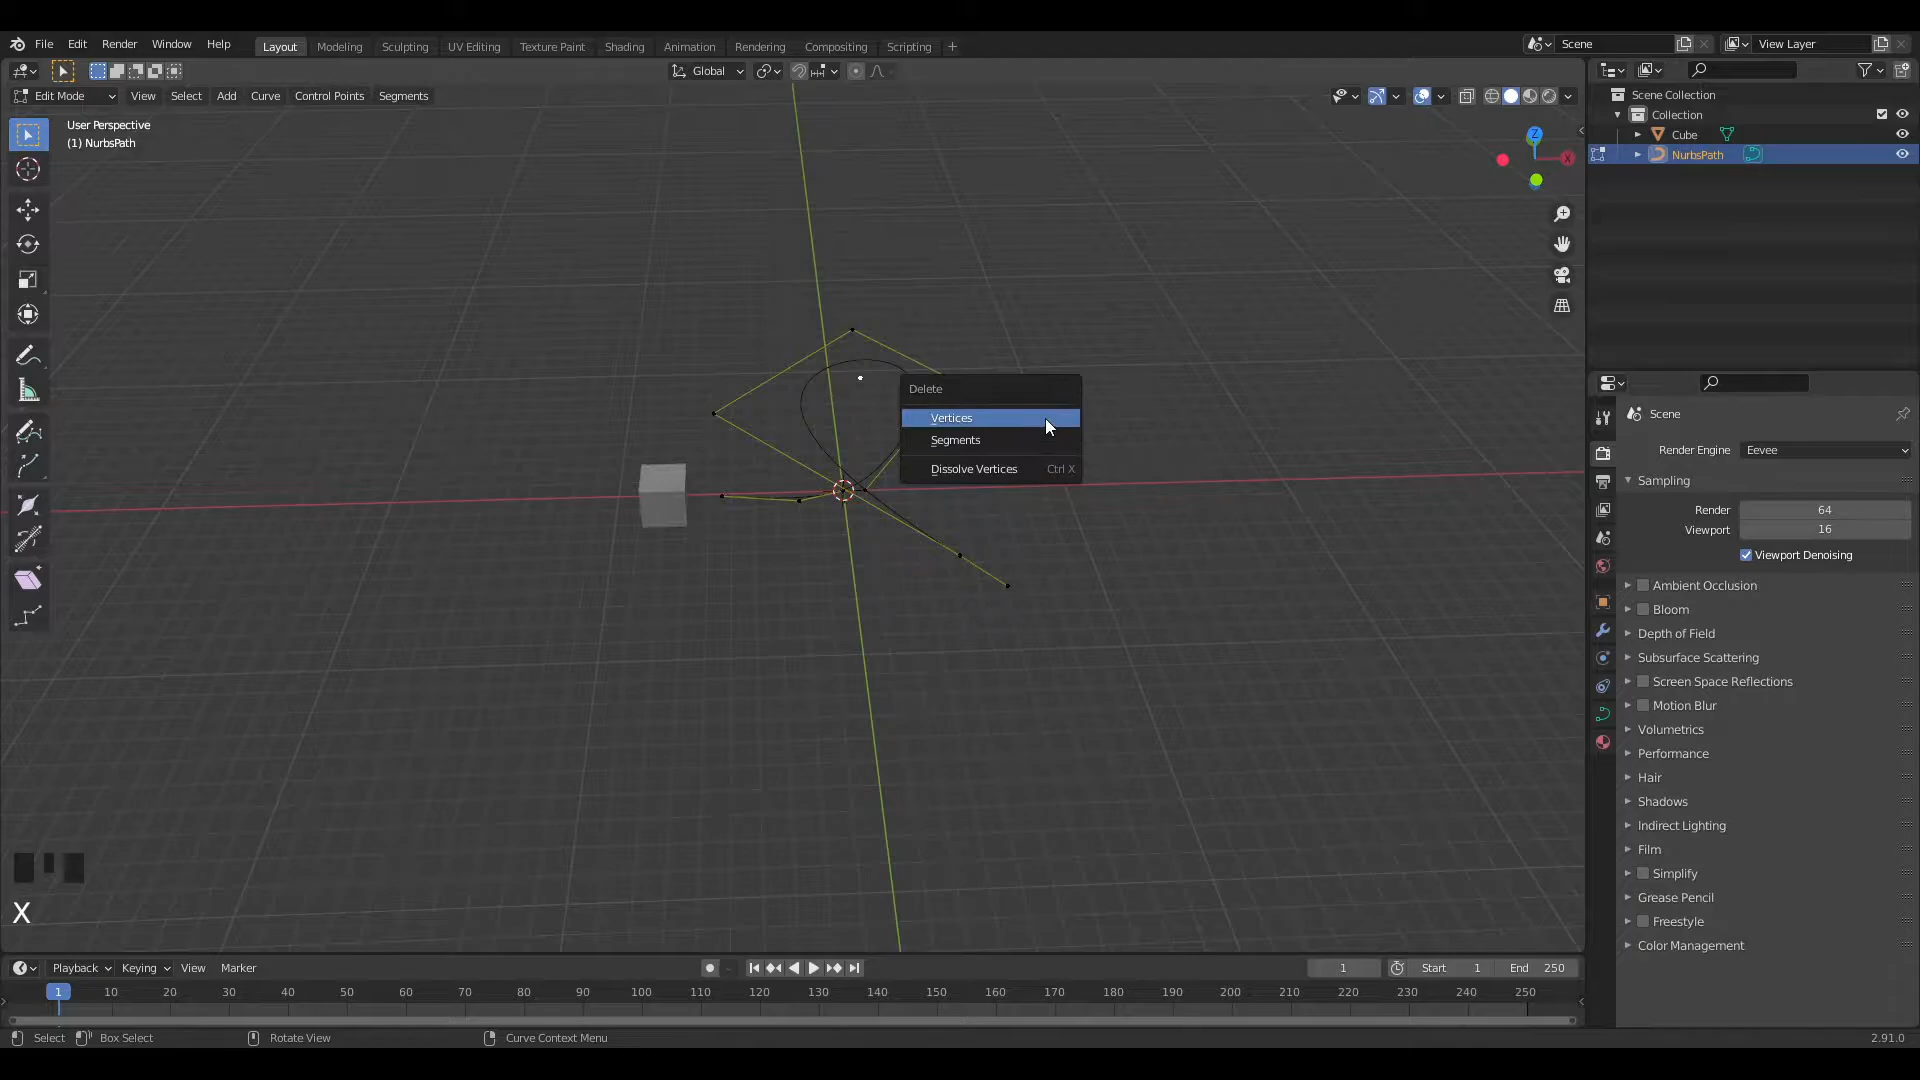 File Edit Render Window Help Layout Modeling Sculpting UV Editing Texture Paint Shading Animation Rendering Compositing Scripting + Scene View Layer
Global
Edit Mode View Select Add Curve Control Points Segments
User Perspective
(1) NurbsPath
Z
X
Delete
Vertices
Segments
Dissolve Vertices Ctrl X
X
Scene Collection
Collection
Cube
NurbsPath
Scene
Render Engine Eevee
Sampling
Render 64
Viewport 16
Viewport Denoising
Ambient Occlusion
Bloom
Depth of Field
Subsurface Scattering
Screen Space Reflections
Motion Blur
Volumetrics
Performance
Hair
Shadows
Indirect Lighting
Film
Simplify
Grease Pencil
Freestyle
Color Management
Playback Keying View Marker 1 Start 1 End 250
1 10 20 30 40 50 60 70 80 90 100 110 120 130 140 150 160 170 180 190 200 210 220 230 240 250
Select Box Select Rotate View Curve Context Menu 2.91.0